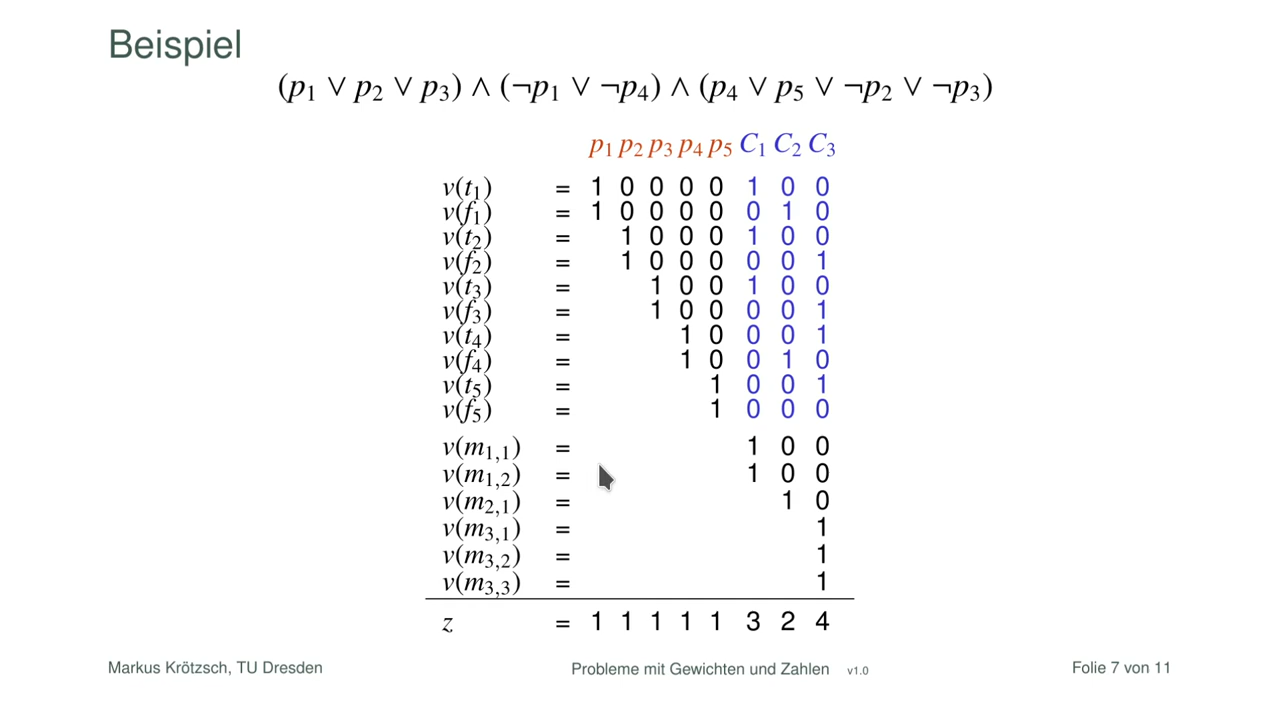 Beispiel
(p1 ∨ p2 ∨ p3) ∧ (¬p1 ∨ ¬p4) ∧ (p4 ∨ p5 ∨ ¬p2 ∨ ¬p3)
p1 p2 p3 p4 p5 C1 C2 C3
v(t1) = 1 0 0 0 0 1 0 0
v(f1) = 1 0 0 0 0 0 1 0
v(t2) = 1 0 0 0 1 0 0
v(f2) = 1 0 0 0 0 0 1
v(t3) = 1 0 0 1 0 0
v(f3) = 1 0 0 0 0 1
v(t4) = 1 0 0 0 1
v(f4) = 1 0 0 1 0
v(t5) = 1 0 0 1
v(f5) = 1 0 0 0
v(m1,1) = 1 0 0
v(m1,2) = 1 0 0
v(m2,1) = 1 0
v(m3,1) = 1
v(m3,2) = 1
v(m3,3) = 1
z = 1 1 1 1 1 3 2 4
Markus Krötzsch, TU Dresden Probleme mit Gewichten und Zahlen v1.0 Folie 7 von 11